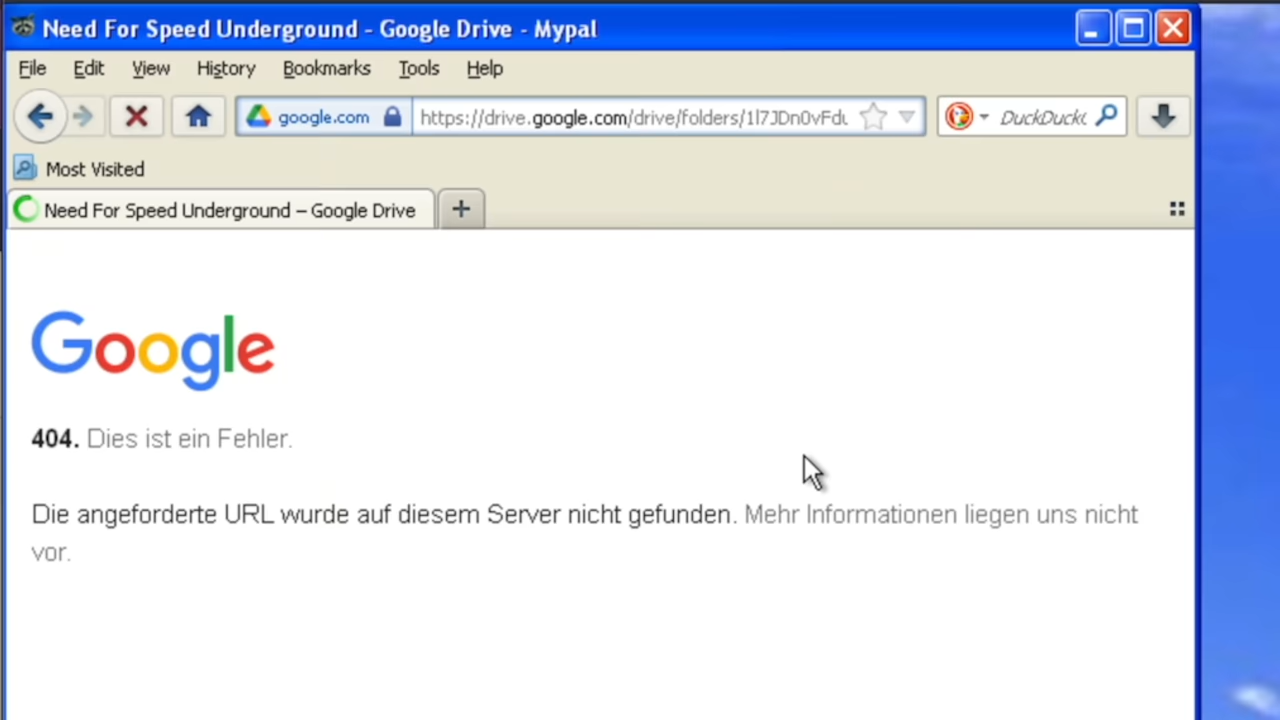 Need For Speed Underground - Google Drive - Mypal
File Edit View History Bookmarks Tools Help
google.com https://drive.google.com/drive/folders/1l7JDn0vFdu DuckDuck
Most Visited
Need For Speed Underground – Google Drive
Google
404. Dies ist ein Fehler.
Die angeforderte URL wurde auf diesem Server nicht gefunden. Mehr Informationen liegen uns nicht
vor.